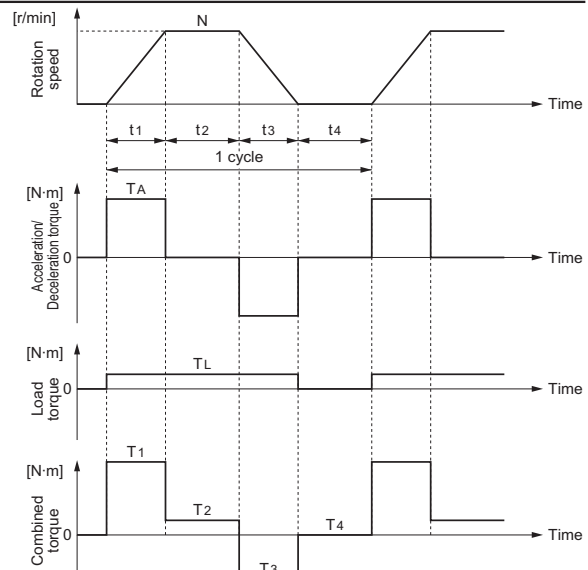 [r/min]
Rotation
speed
N
Time
t1 t2 t3 t4
1 cycle
[N·m]
Acceleration/
Deceleration torque
0
TA
Time
[N·m]
Load
torque
0
TL
Time
[N·m]
Combined
torque
0
T1
T2
T3
T4
Time